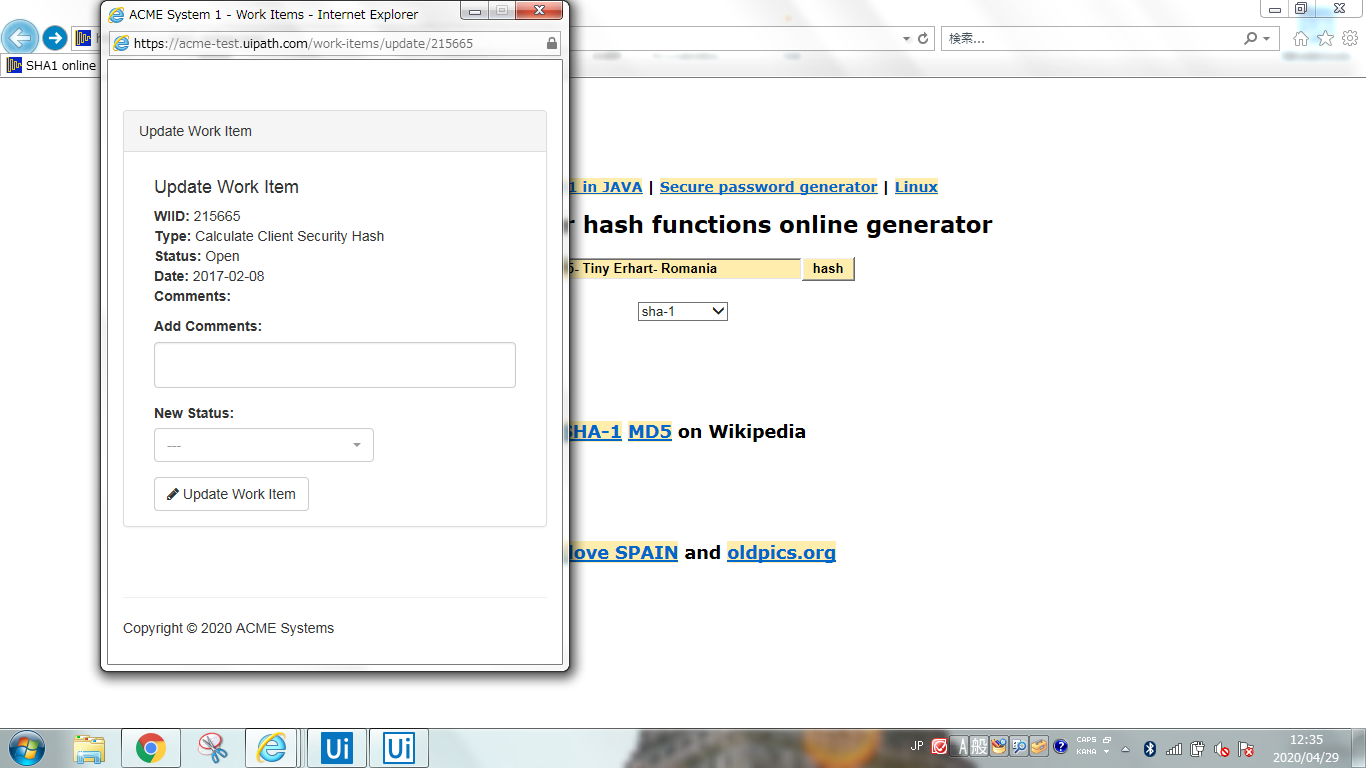 ACME System 1 - Work Items - Internet Explorer
https://acme-test.uipath.com/work-items/update/215665
検索...
SHA1 online
Update Work Item
Update Work Item
WIID: 215665
Type: Calculate Client Security Hash
Status: Open
Date: 2017-02-08
Comments:
Add Comments:
New Status:
---
Update Work Item
Copyright © 2020 ACME Systems
1 in JAVA | Secure password generator | Linux
hash functions online generator
- Tiny Erhart- Romania
hash
sha-1
SHA-1 MD5 on Wikipedia
love SPAIN and oldpics.org
Ui
Ui
JP
A般
CAPS
KANA
12:35
2020/04/29